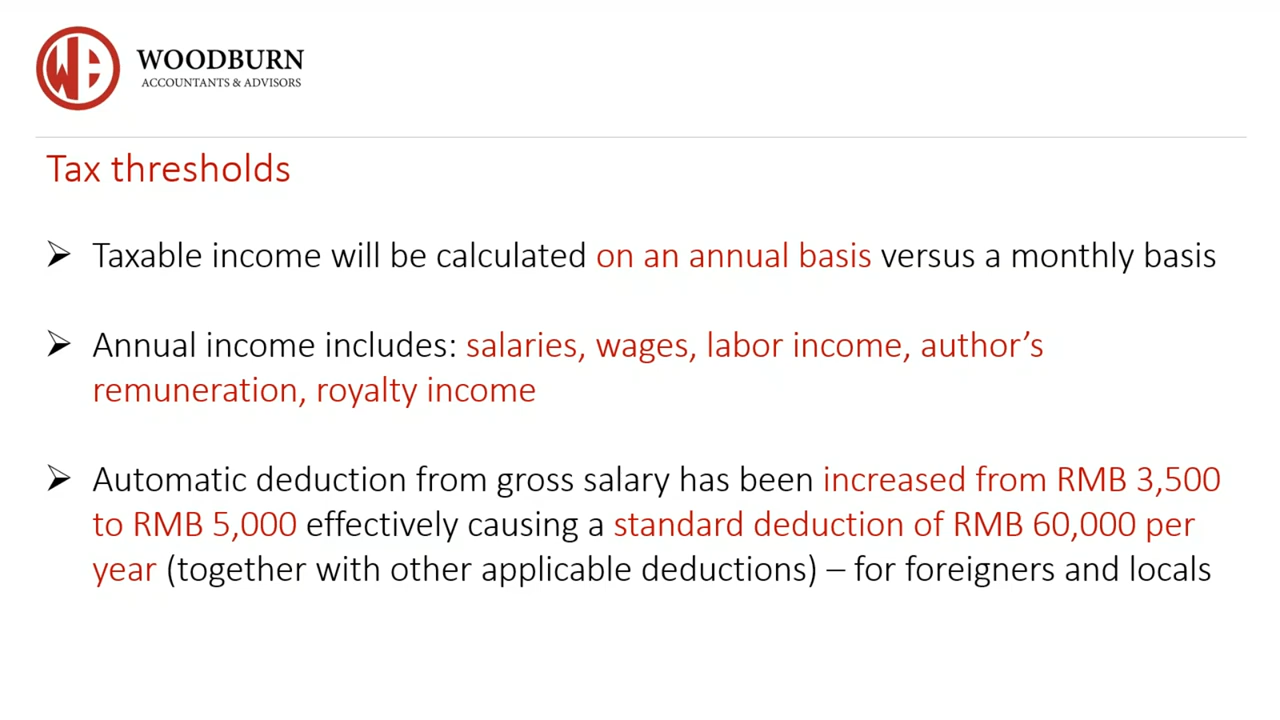 WOODBURN
ACCOUNTANTS & ADVISORS
Tax thresholds
➢ Taxable income will be calculated on an annual basis versus a monthly basis
➢ Annual income includes: salaries, wages, labor income, author’s
remuneration, royalty income
➢ Automatic deduction from gross salary has been increased from RMB 3,500
to RMB 5,000 effectively causing a standard deduction of RMB 60,000 per
year (together with other applicable deductions) – for foreigners and locals